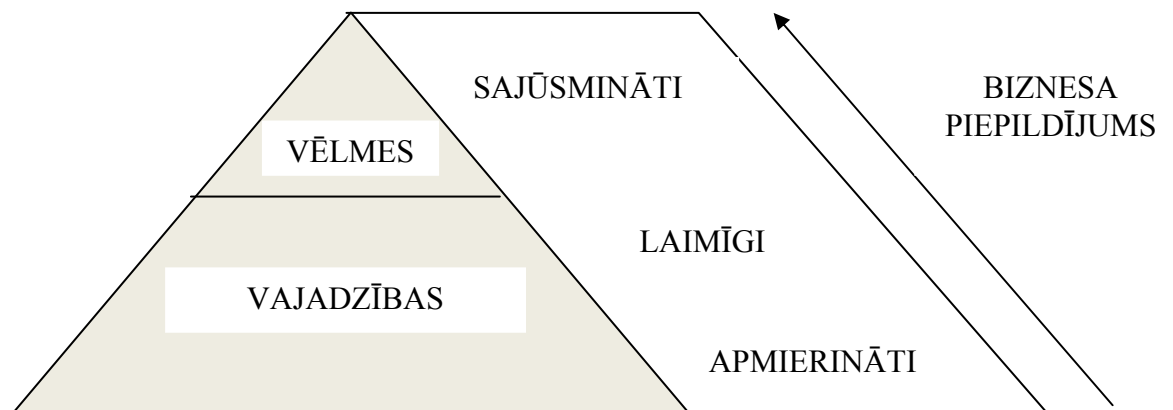 SAJŪSMINĀTI
BIZNESA
PIEPILDĪJUMS
VĒLMES
LAIMĪGI
VAJADZĪBAS
APMIERINĀTI